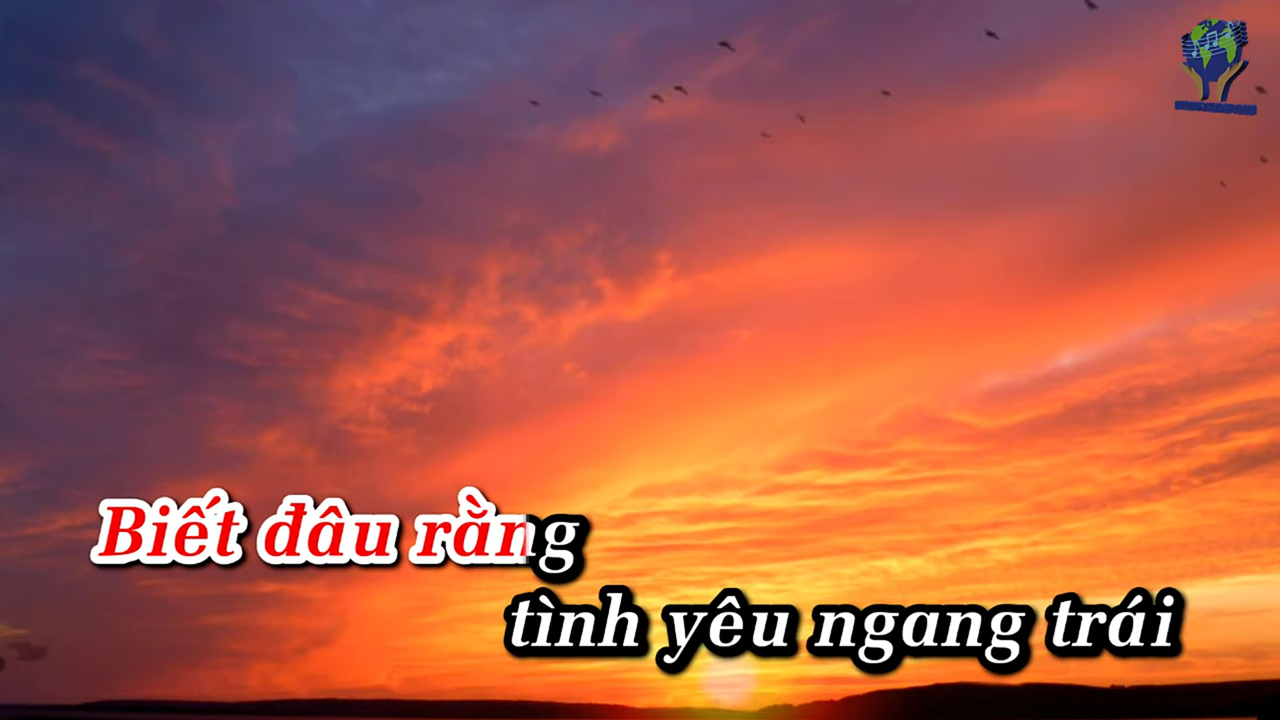 Biết đâu rằng
tình yêu ngang trái